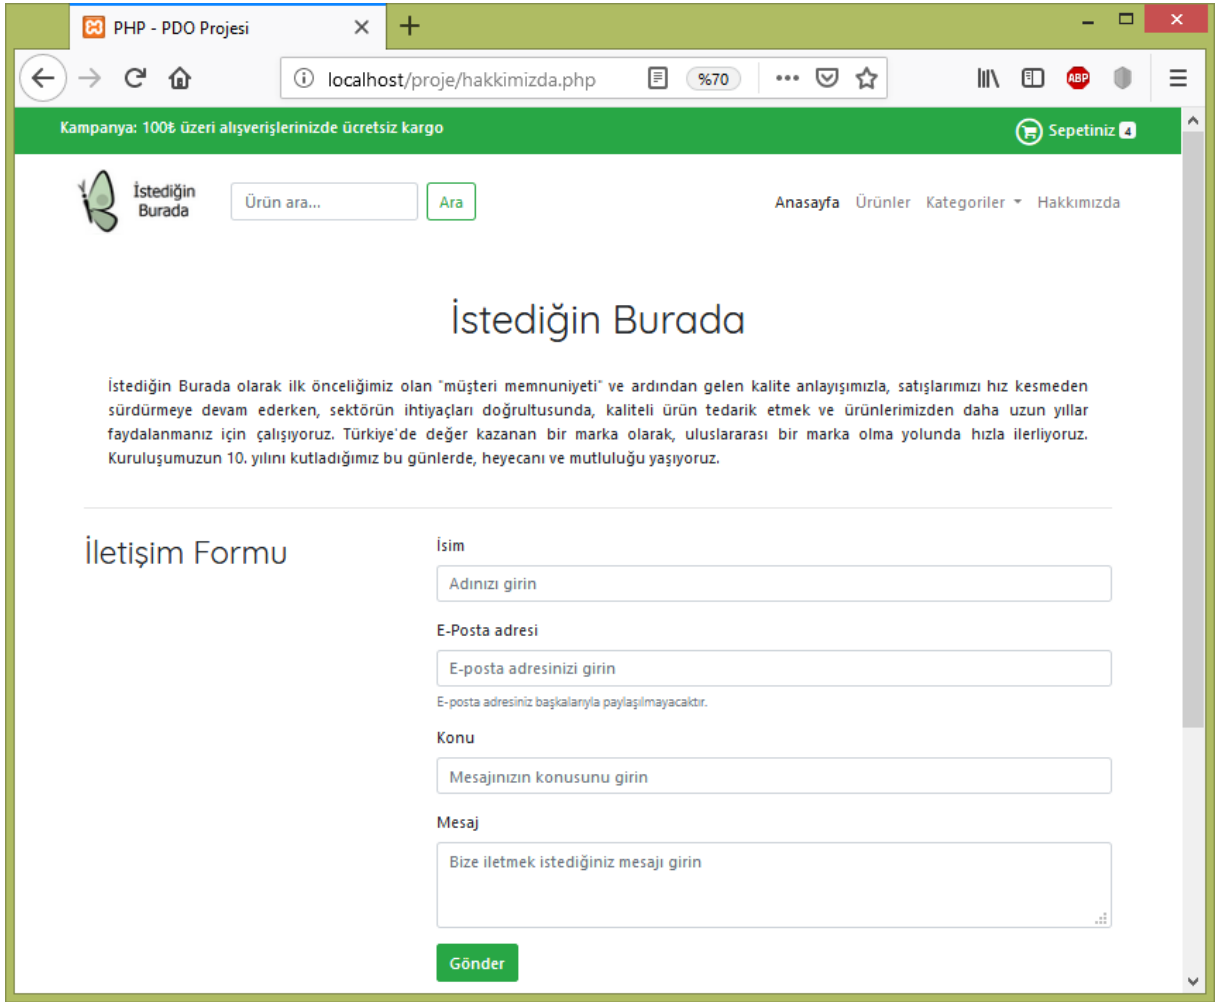 PHP - PDO Projesi
localhost/proje/hakkimizda.php
%70
ABP
Kampanya: 100₺ üzeri alışverişlerinizde ücretsiz kargo
Sepetiniz 4
İstediğin
Burada
Ürün ara...
Ara
Anasayfa Ürünler Kategoriler Hakkımızda
İstediğin Burada
İstediğin Burada olarak ilk önceliğimiz olan "müşteri memnuniyeti" ve ardından gelen kalite anlayışımızla, satışlarımızı hız kesmeden
sürdürmeye devam ederken, sektörün ihtiyaçları doğrultusunda, kaliteli ürün tedarik etmek ve ürünlerimizden daha uzun yıllar
faydalanmanız için çalışıyoruz. Türkiye'de değer kazanan bir marka olarak, uluslararası bir marka olma yolunda hızla ilerliyoruz.
Kuruluşumuzun 10. yılını kutladığımız bu günlerde, heyecanı ve mutluluğu yaşıyoruz.
İletişim Formu
İsim
Adınızı girin
E-Posta adresi
E-posta adresinizi girin
E-posta adresiniz başkalarıyla paylaşılmayacaktır.
Konu
Mesajınızın konusunu girin
Mesaj
Bize iletmek istediğiniz mesajı girin
Gönder